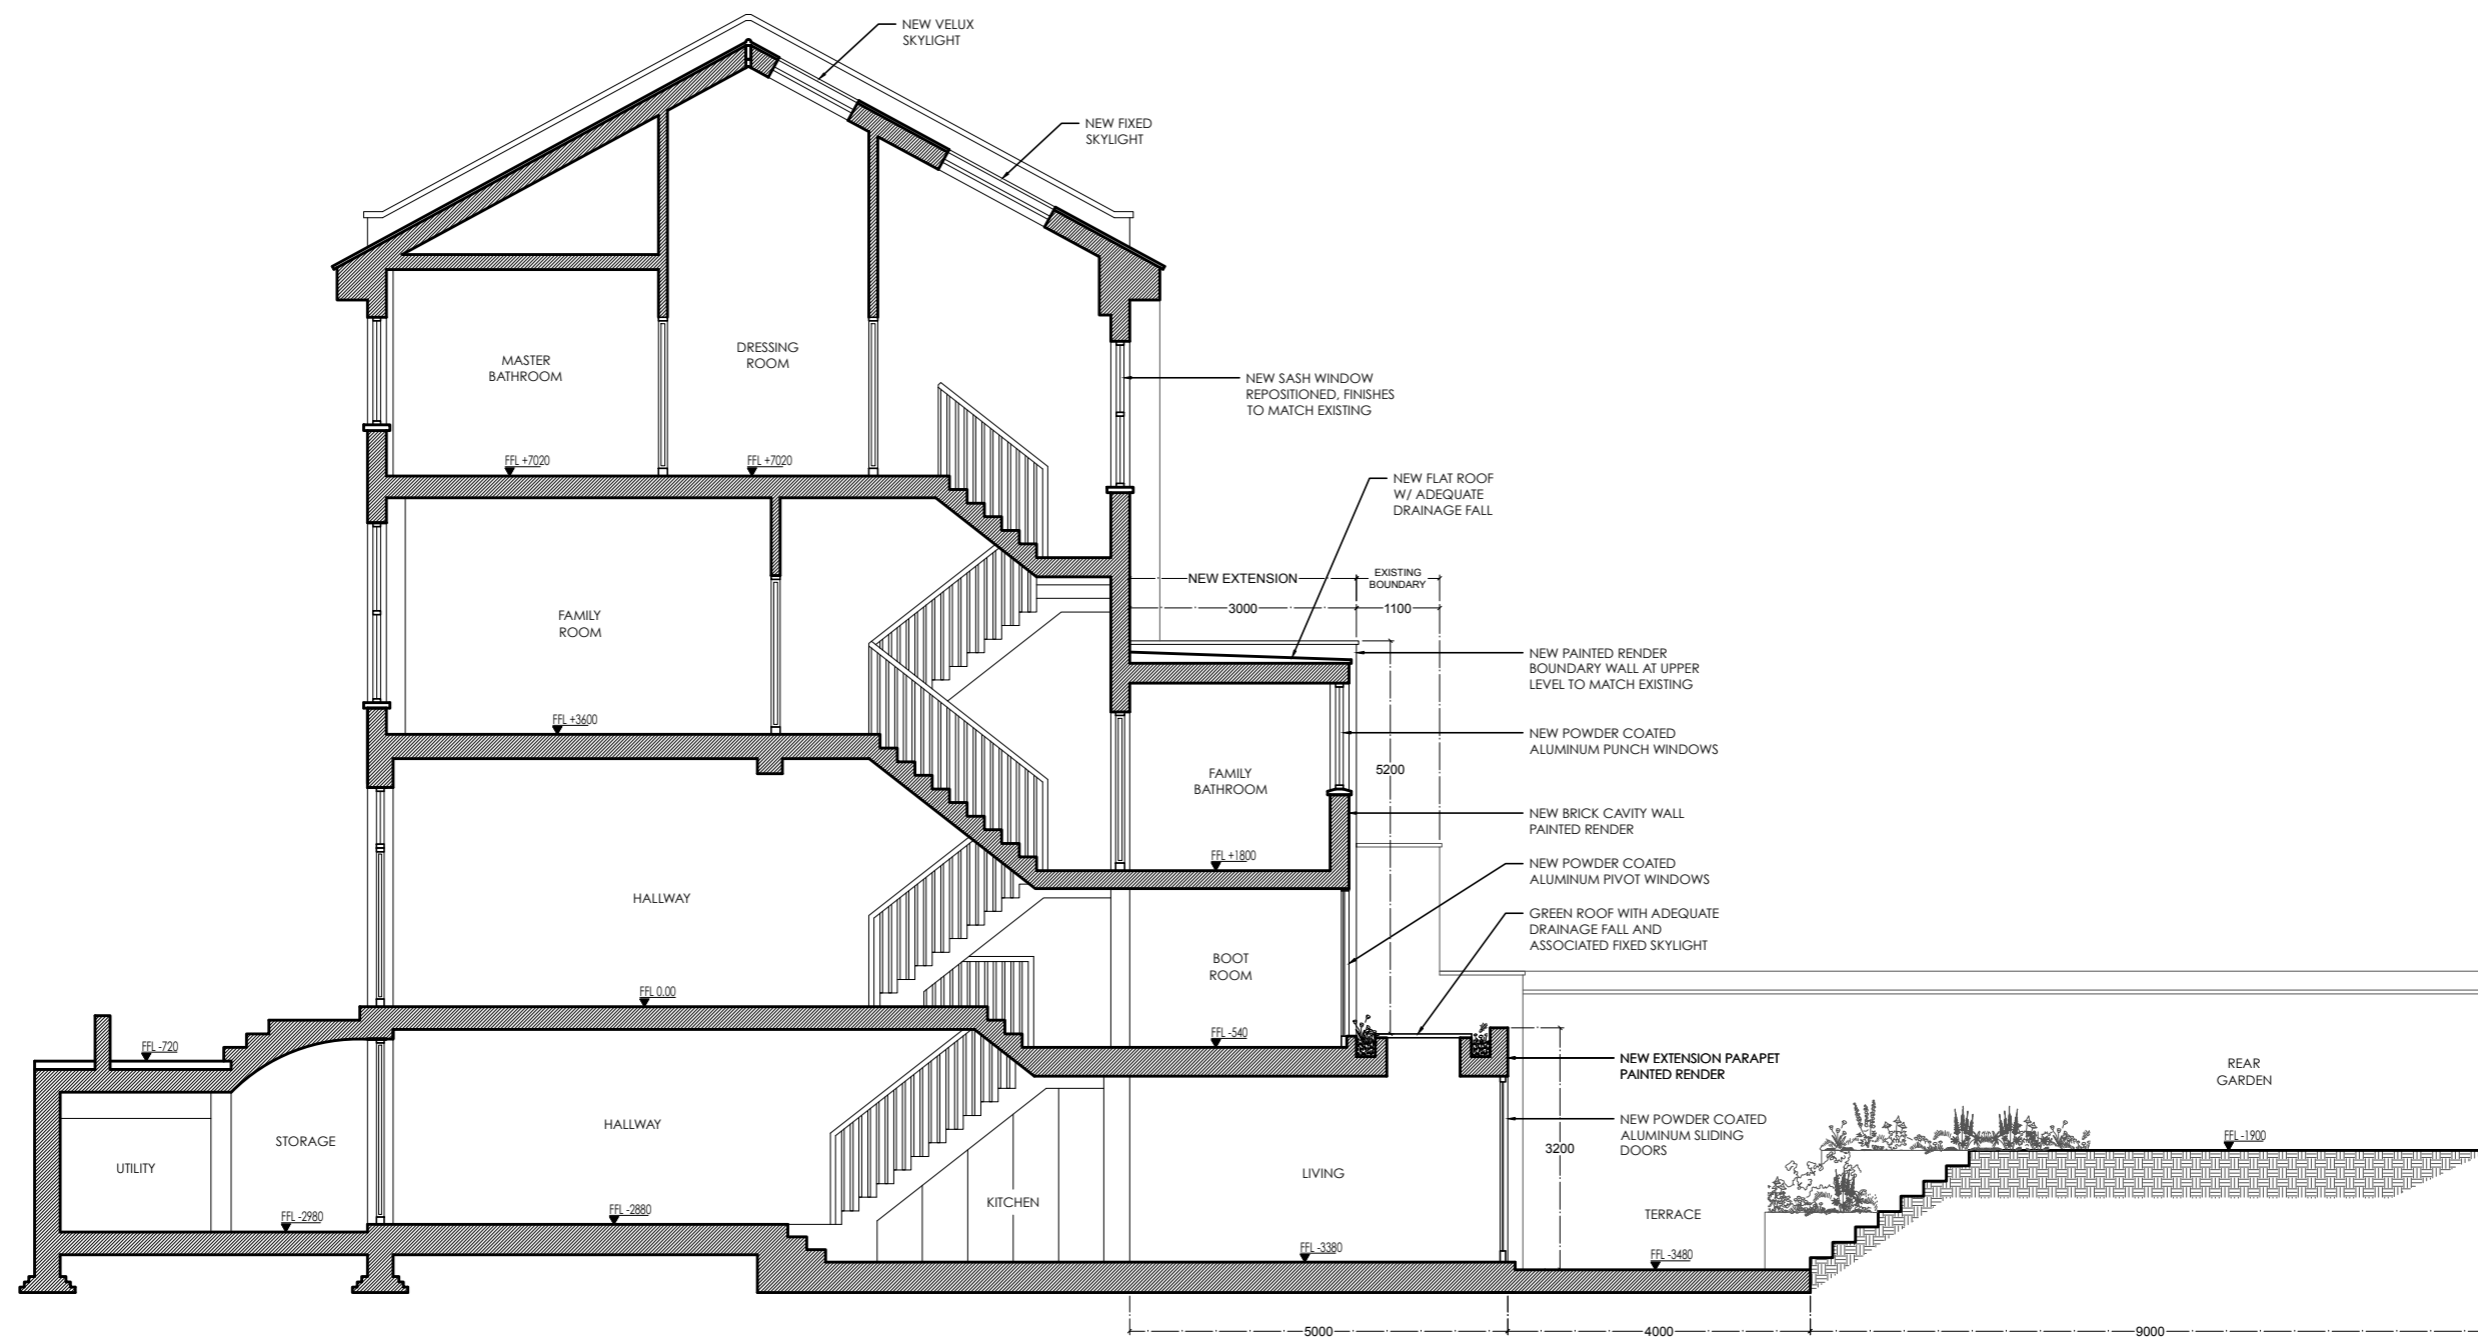 NEW VELUX
SKYLIGHT
NEW FIXED
SKYLIGHT
MASTER
BATHROOM
DRESSING
ROOM
NEW SASH WINDOW
REPOSITIONED, FINISHES
TO MATCH EXISTING
FFL +7020
FFL +7020
NEW FLAT ROOF
W/ ADEQUATE
DRAINAGE FALL
NEW EXTENSION
EXISTING
BOUNDARY
3000
1100
FAMILY
ROOM
NEW PAINTED RENDER
BOUNDARY WALL AT UPPER
LEVEL TO MATCH EXISTING
FFL +3600
NEW POWDER COATED
ALUMINUM PUNCH WINDOWS
5200
FAMILY
BATHROOM
NEW BRICK CAVITY WALL
PAINTED RENDER
FFL +1800
NEW POWDER COATED
ALUMINUM PIVOT WINDOWS
HALLWAY
GREEN ROOF WITH ADEQUATE
DRAINAGE FALL AND
ASSOCIATED FIXED SKYLIGHT
BOOT
ROOM
FFL 0.00
FFL -540
FFL -720
NEW EXTENSION PARAPET
PAINTED RENDER
REAR
GARDEN
HALLWAY
NEW POWDER COATED
ALUMINUM SLIDING
DOORS
3200
FFL -1900
STORAGE
UTILITY
LIVING
KITCHEN
TERRACE
FFL -2980
FFL -2880
FFL -3380
FFL -3480
5000
4000
9000